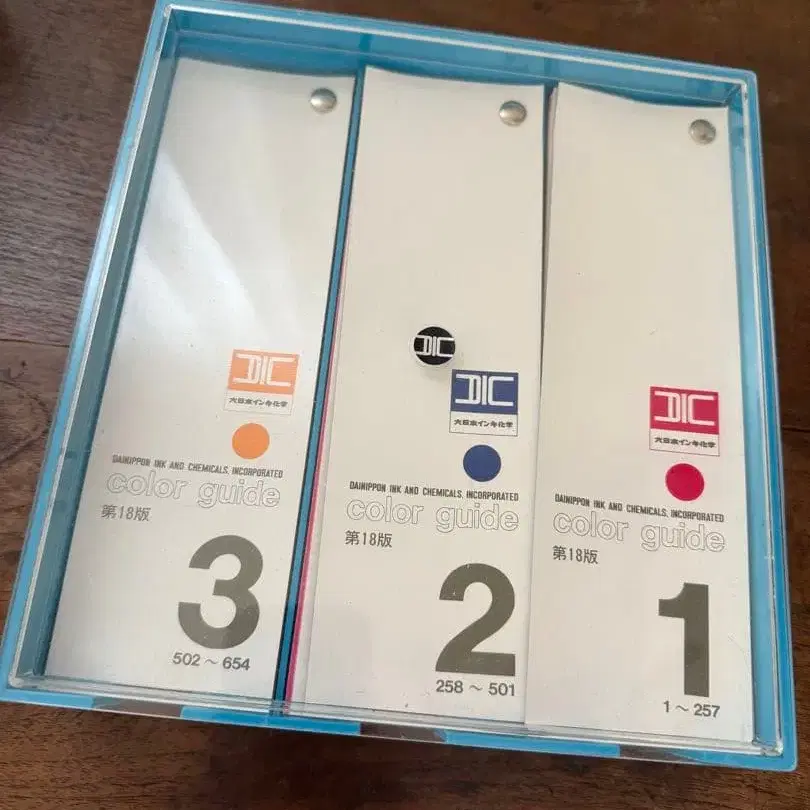 DIC
大日本インキ化学
DAINIPPON INK AND CHEMICALS, INCORPORATED
color guide
第18版
3
502～654
DIC
DIC
大日本インキ化学
DAINIPPON INK AND CHEMICALS, INCORPORATED
color guide
第18版
2
258～501
DIC
大日本インキ化学
DAINIPPON INK AND CHEMICALS, INCORPORATED
color guide
第18版
1
1～257